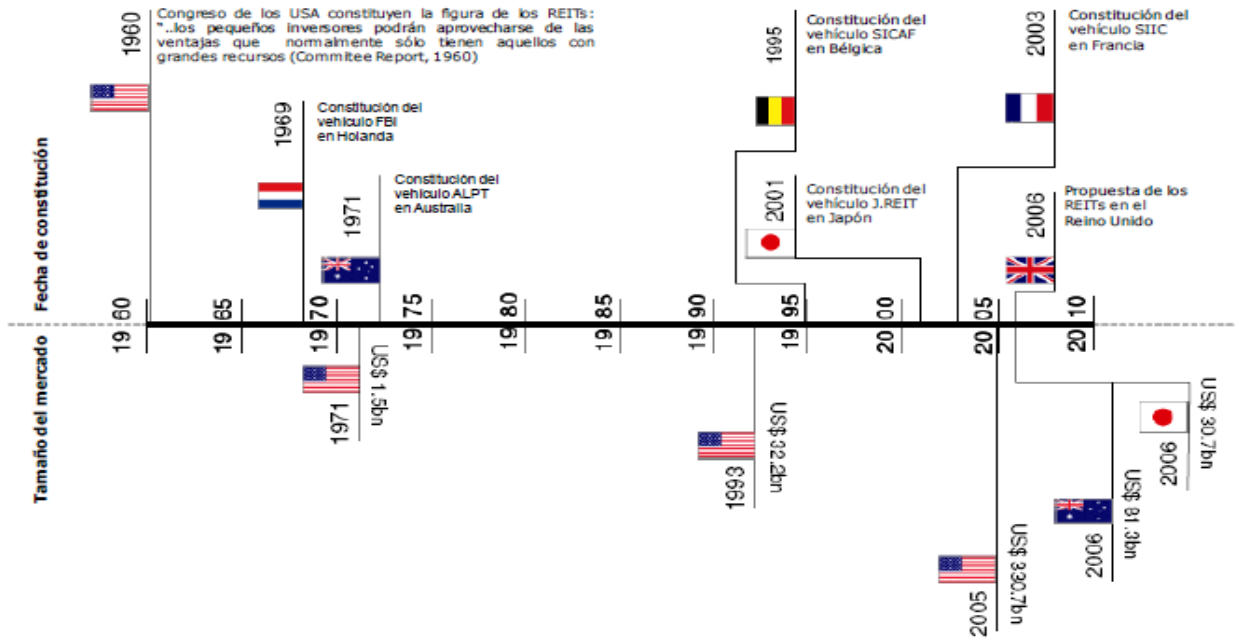 1960
Congreso de los USA constituyen la figura de los REITs:
"..los pequeños inversores podrán aprovecharse de las
ventajas que normalmente sólo tienen aquellos con
grandes recursos (Commitee Report, 1960)
1969
Constitución del
vehículo FBI
en Holanda
1971
Constitución del
vehículo ALPT
en Australia
1995
Constitución del
vehículo SICAF
en Bélgica
2001
Constitución del
vehículo J.REIT
en Japón
2003
Constitución del
vehículo SIIC
en Francia
2006
Propuesta de los
REITs en el
Reino Unido
Fecha de constitución
1960
1965
1970
1975
1980
1985
1990
1995
2000
2005
2010
Tamaño del mercado
1971
US$ 1.5bn
1993
US$ 32.2bn
2005
US$ 330.7bn
2006
US$ 81.3bn
2006
US$ 30.7bn